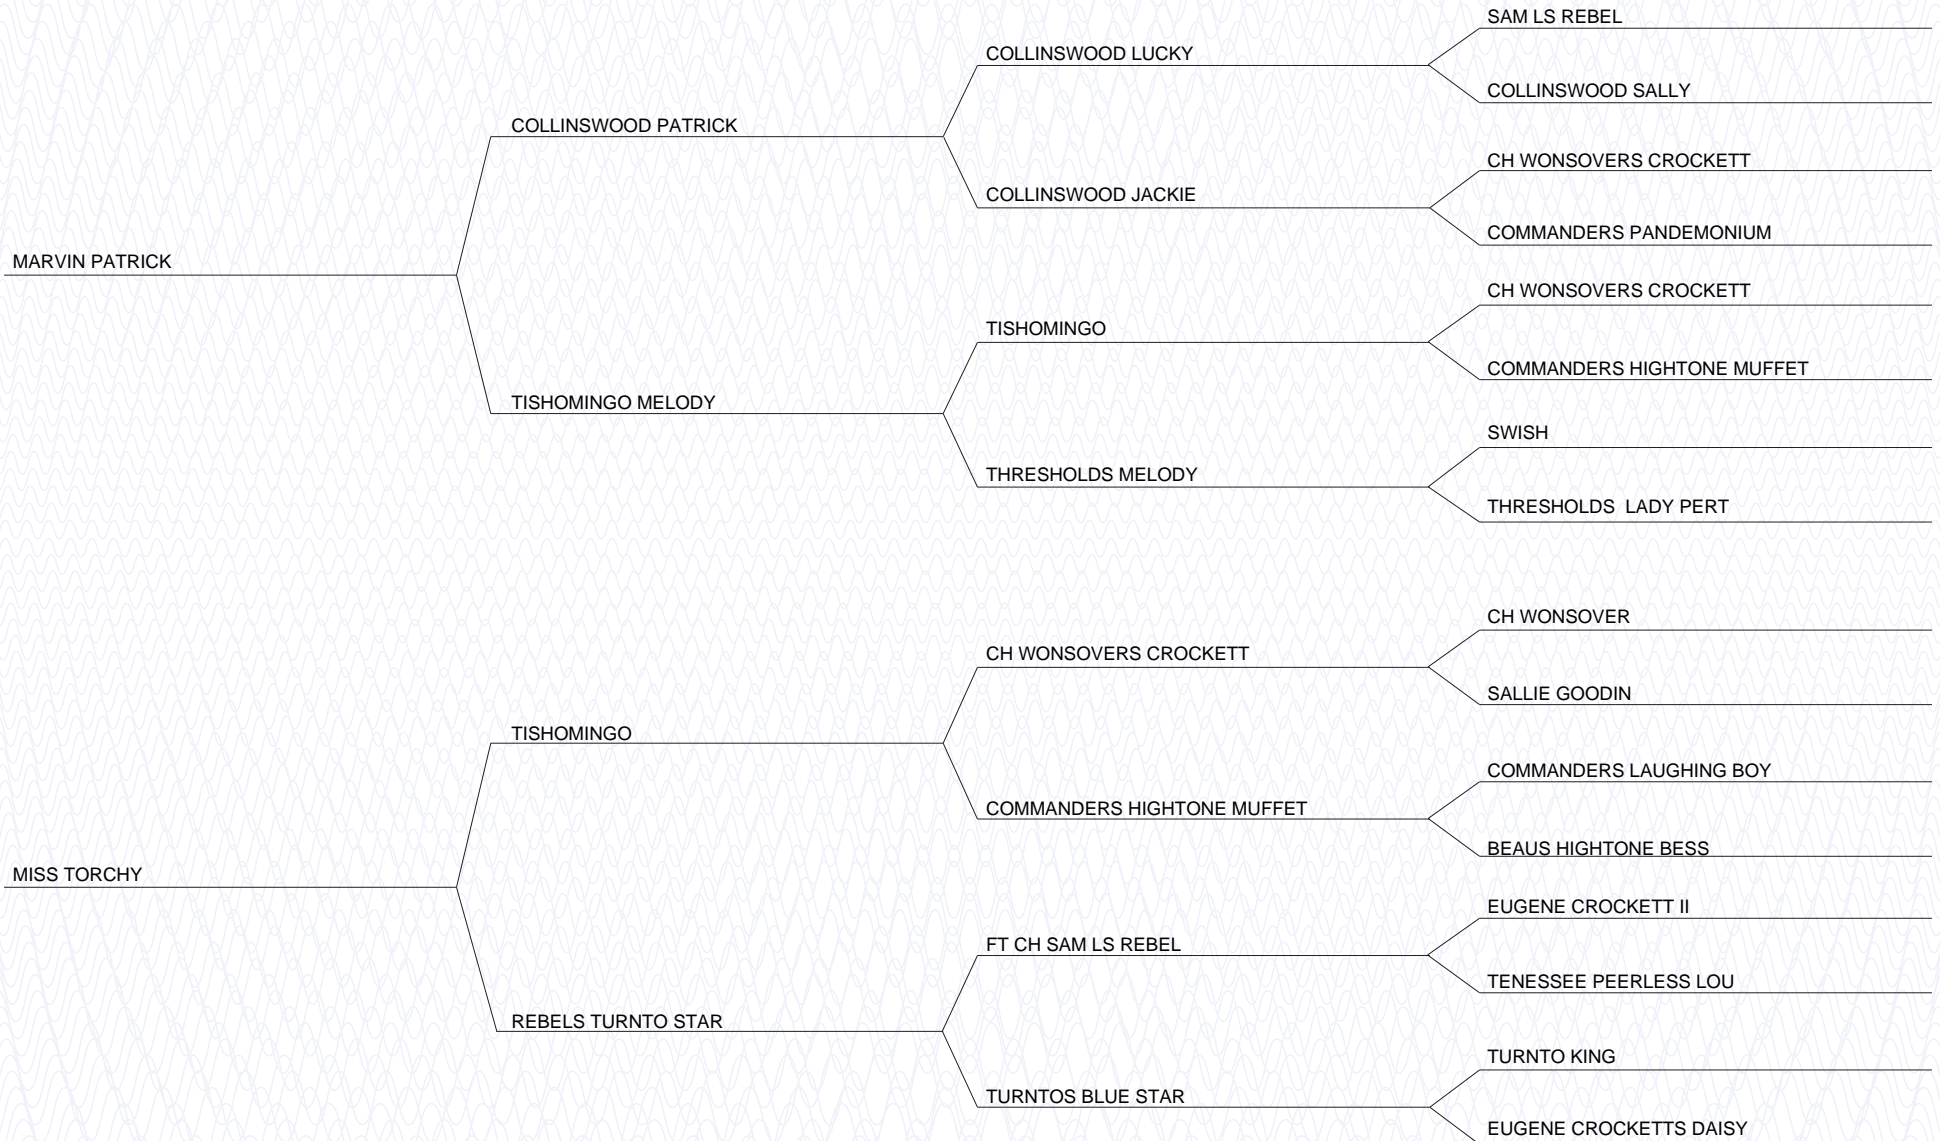 SAM LS REBEL
COLLINSWOOD LUCKY
COLLINSWOOD SALLY
COLLINSWOOD PATRICK
CH WONSOVERS CROCKETT
COLLINSWOOD JACKIE
COMMANDERS PANDEMONIUM
MARVIN PATRICK
CH WONSOVERS CROCKETT
TISHOMINGO
COMMANDERS HIGHTONE MUFFET
TISHOMINGO MELODY
SWISH
THRESHOLDS MELODY
THRESHOLDS  LADY PERT
CH WONSOVER
CH WONSOVERS CROCKETT
SALLIE GOODIN
TISHOMINGO
COMMANDERS LAUGHING BOY
COMMANDERS HIGHTONE MUFFET
BEAUS HIGHTONE BESS
MISS TORCHY
EUGENE CROCKETT II
FT CH SAM LS REBEL
TENESSEE PEERLESS LOU
REBELS TURNTO STAR
TURNTO KING
TURNTOS BLUE STAR
EUGENE CROCKETTS DAISY